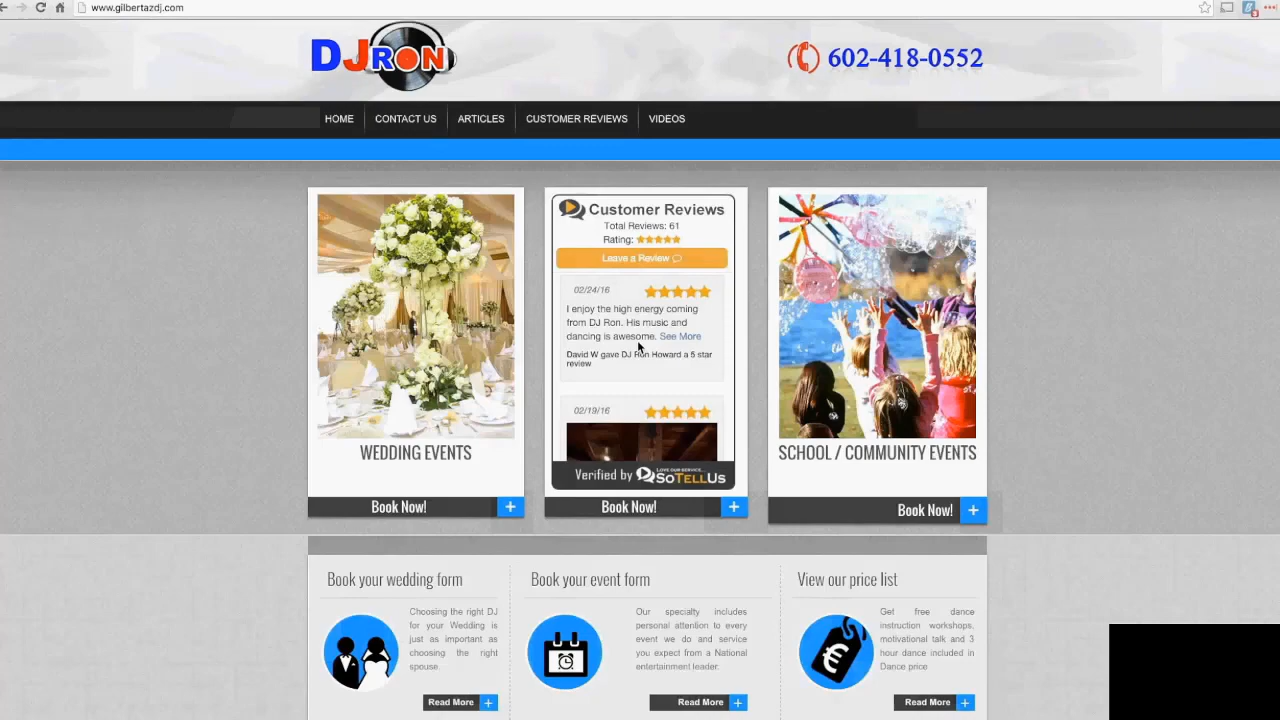 www.gilbertazdj.com
DJRON
602-418-0552
HOME
CONTACT US
ARTICLES
CUSTOMER REVIEWS
VIDEOS
Customer Reviews
Total Reviews: 61
Rating:
Leave a Review
02/24/16
I enjoy the high energy coming
from DJ Ron. His music and
dancing is awesome. See More
David W gave DJ Ron Howard a 5 star
review
02/19/16
Verified by LOVE OUR SERVICE... SOTELLUS
WEDDING EVENTS
SCHOOL / COMMUNITY EVENTS
Book Now! +
Book Now! +
Book Now! +
Book your wedding form
Choosing the right DJ
for your Wedding is
just as important as
choosing the right
spouse.
Read More +
Book your event form
Our specialty includes
personal attention to every
event we do and service
you expect from a National
entertainment leader.
Read More +
View our price list
€
Get free dance
instruction workshops,
motivational talk and 3
hour dance included in
Dance price
Read More +